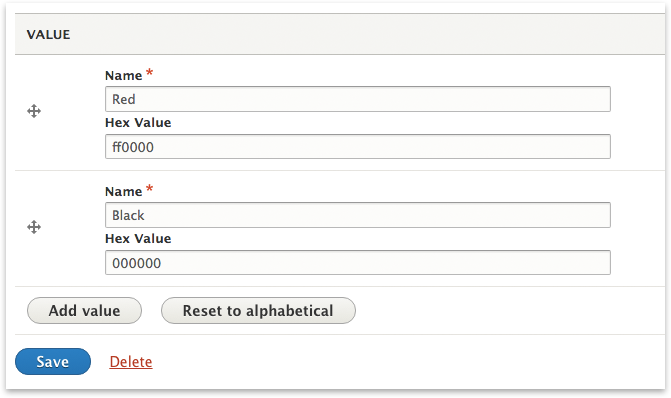 VALUE
Name *
Red
Hex Value
ff0000
Name *
Black
Hex Value
000000
Add value Reset to alphabetical
Save Delete